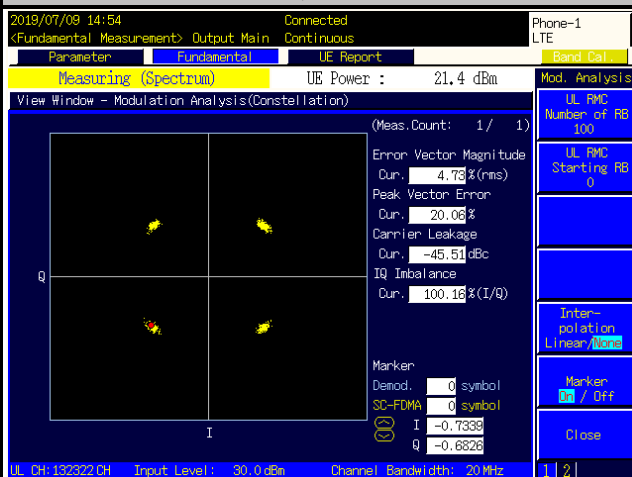 2019/07/09 14:54 Connected Phone-1
<Fundamental Measurement> Output Main Continuous LTE
Parameter Fundamental UE Report Band Cal.
Measuring (Spectrum) UE Power : 21.4 dBm Mod. Analysis
View Window - Modulation Analysis(Constellation)
UL RMC
Number of RB
100
(Meas.Count: 1/ 1)
Error Vector Magnitude
Cur. 4.73%(rms)
Peak Vector Error
Cur. 20.06%
Carrier Leakage
Cur. -45.51dBc
IQ Imbalance
Cur. 100.16%(I/Q)
UL RMC
Starting RB
0
Q
I
Inter-
polation
Linear/None
Marker
Demod. 0 symbol
SC-FDMA 0 symbol
I -0.7339
Q -0.6826
Marker
On / Off
Close
UL CH:132322CH Input Level: 30.0dBm Channel Bandwidth: 20MHz 1 2